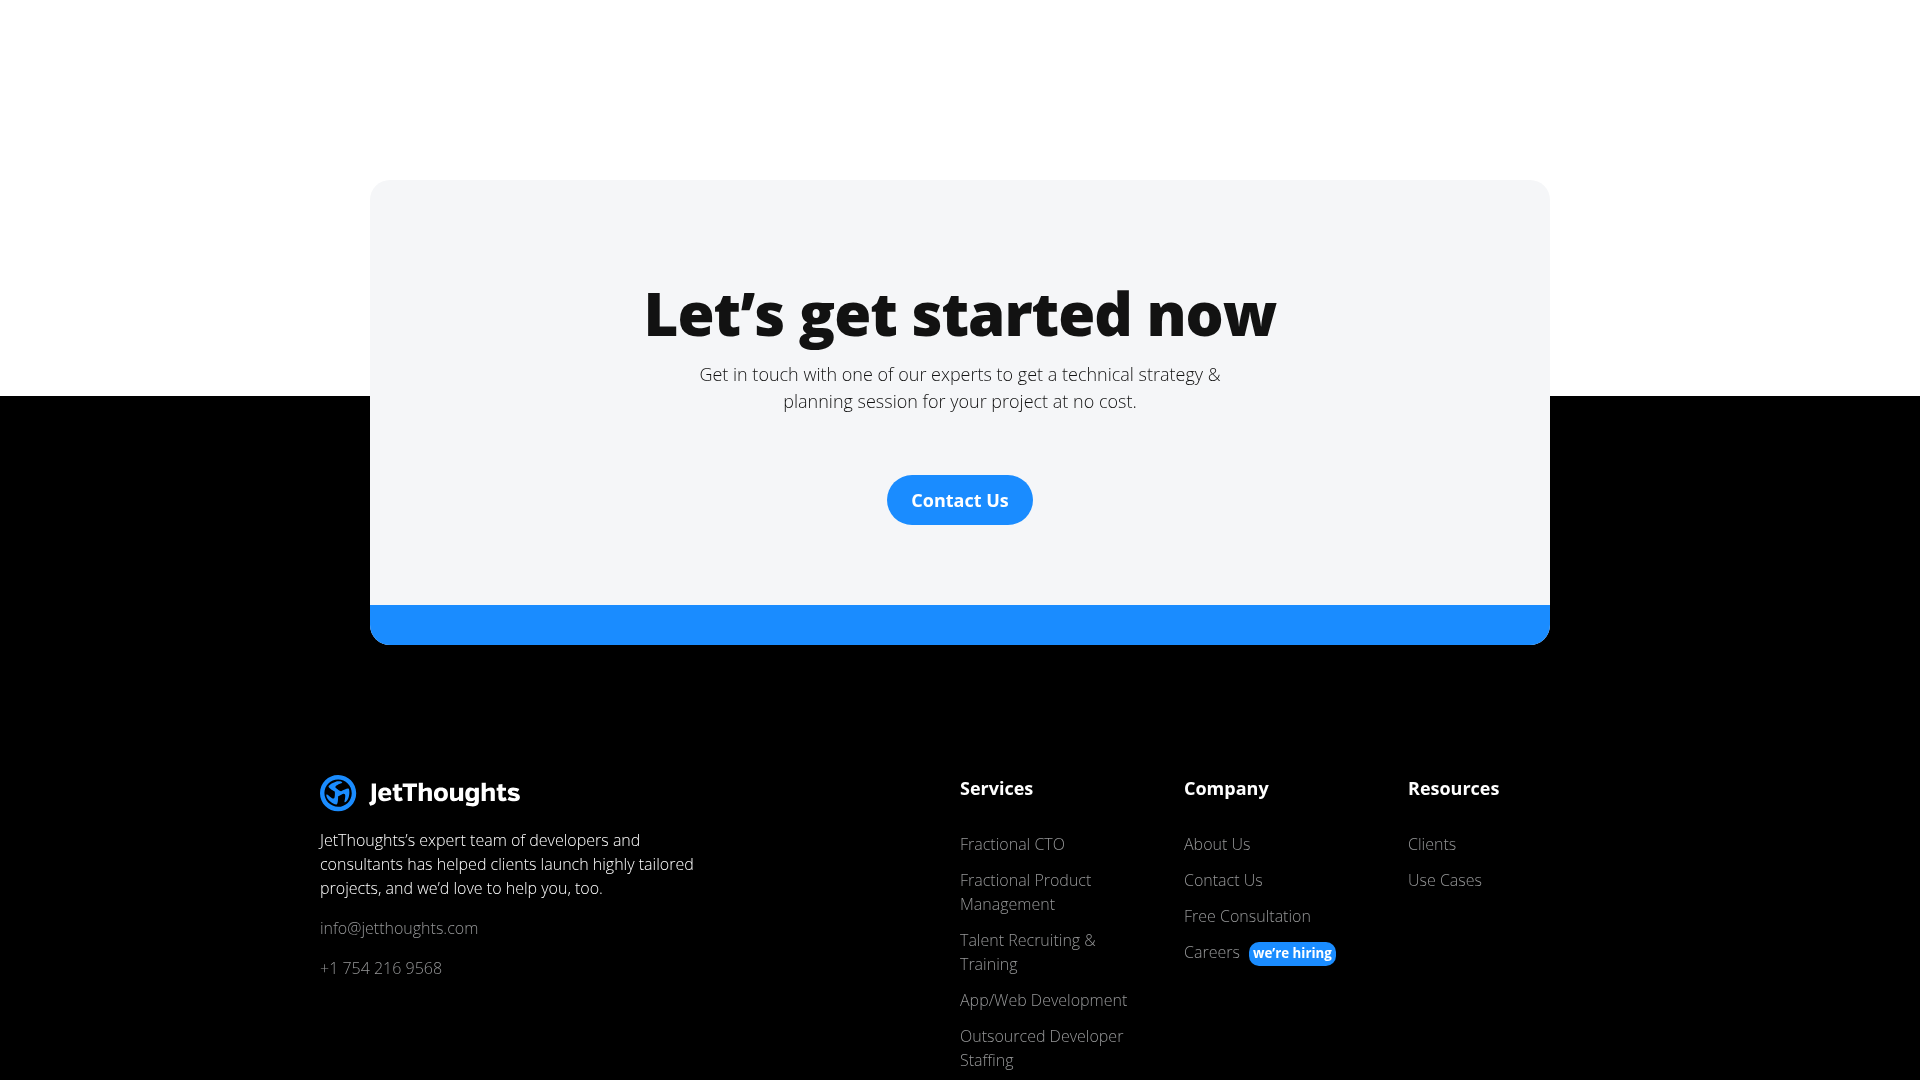 Let’s get started now
Get in touch with one of our experts to get a technical strategy &
planning session for your project at no cost.
Contact Us
JetThoughts
JetThoughts’s expert team of developers and
consultants has helped clients launch highly tailored
projects, and we’d love to help you, too.
info@jetthoughts.com
+1 754 216 9568
Services
Fractional CTO
Fractional Product
Management
Talent Recruiting &
Training
App/Web Development
Outsourced Developer
Staffing
Company
About Us
Contact Us
Free Consultation
Careers we’re hiring
Resources
Clients
Use Cases